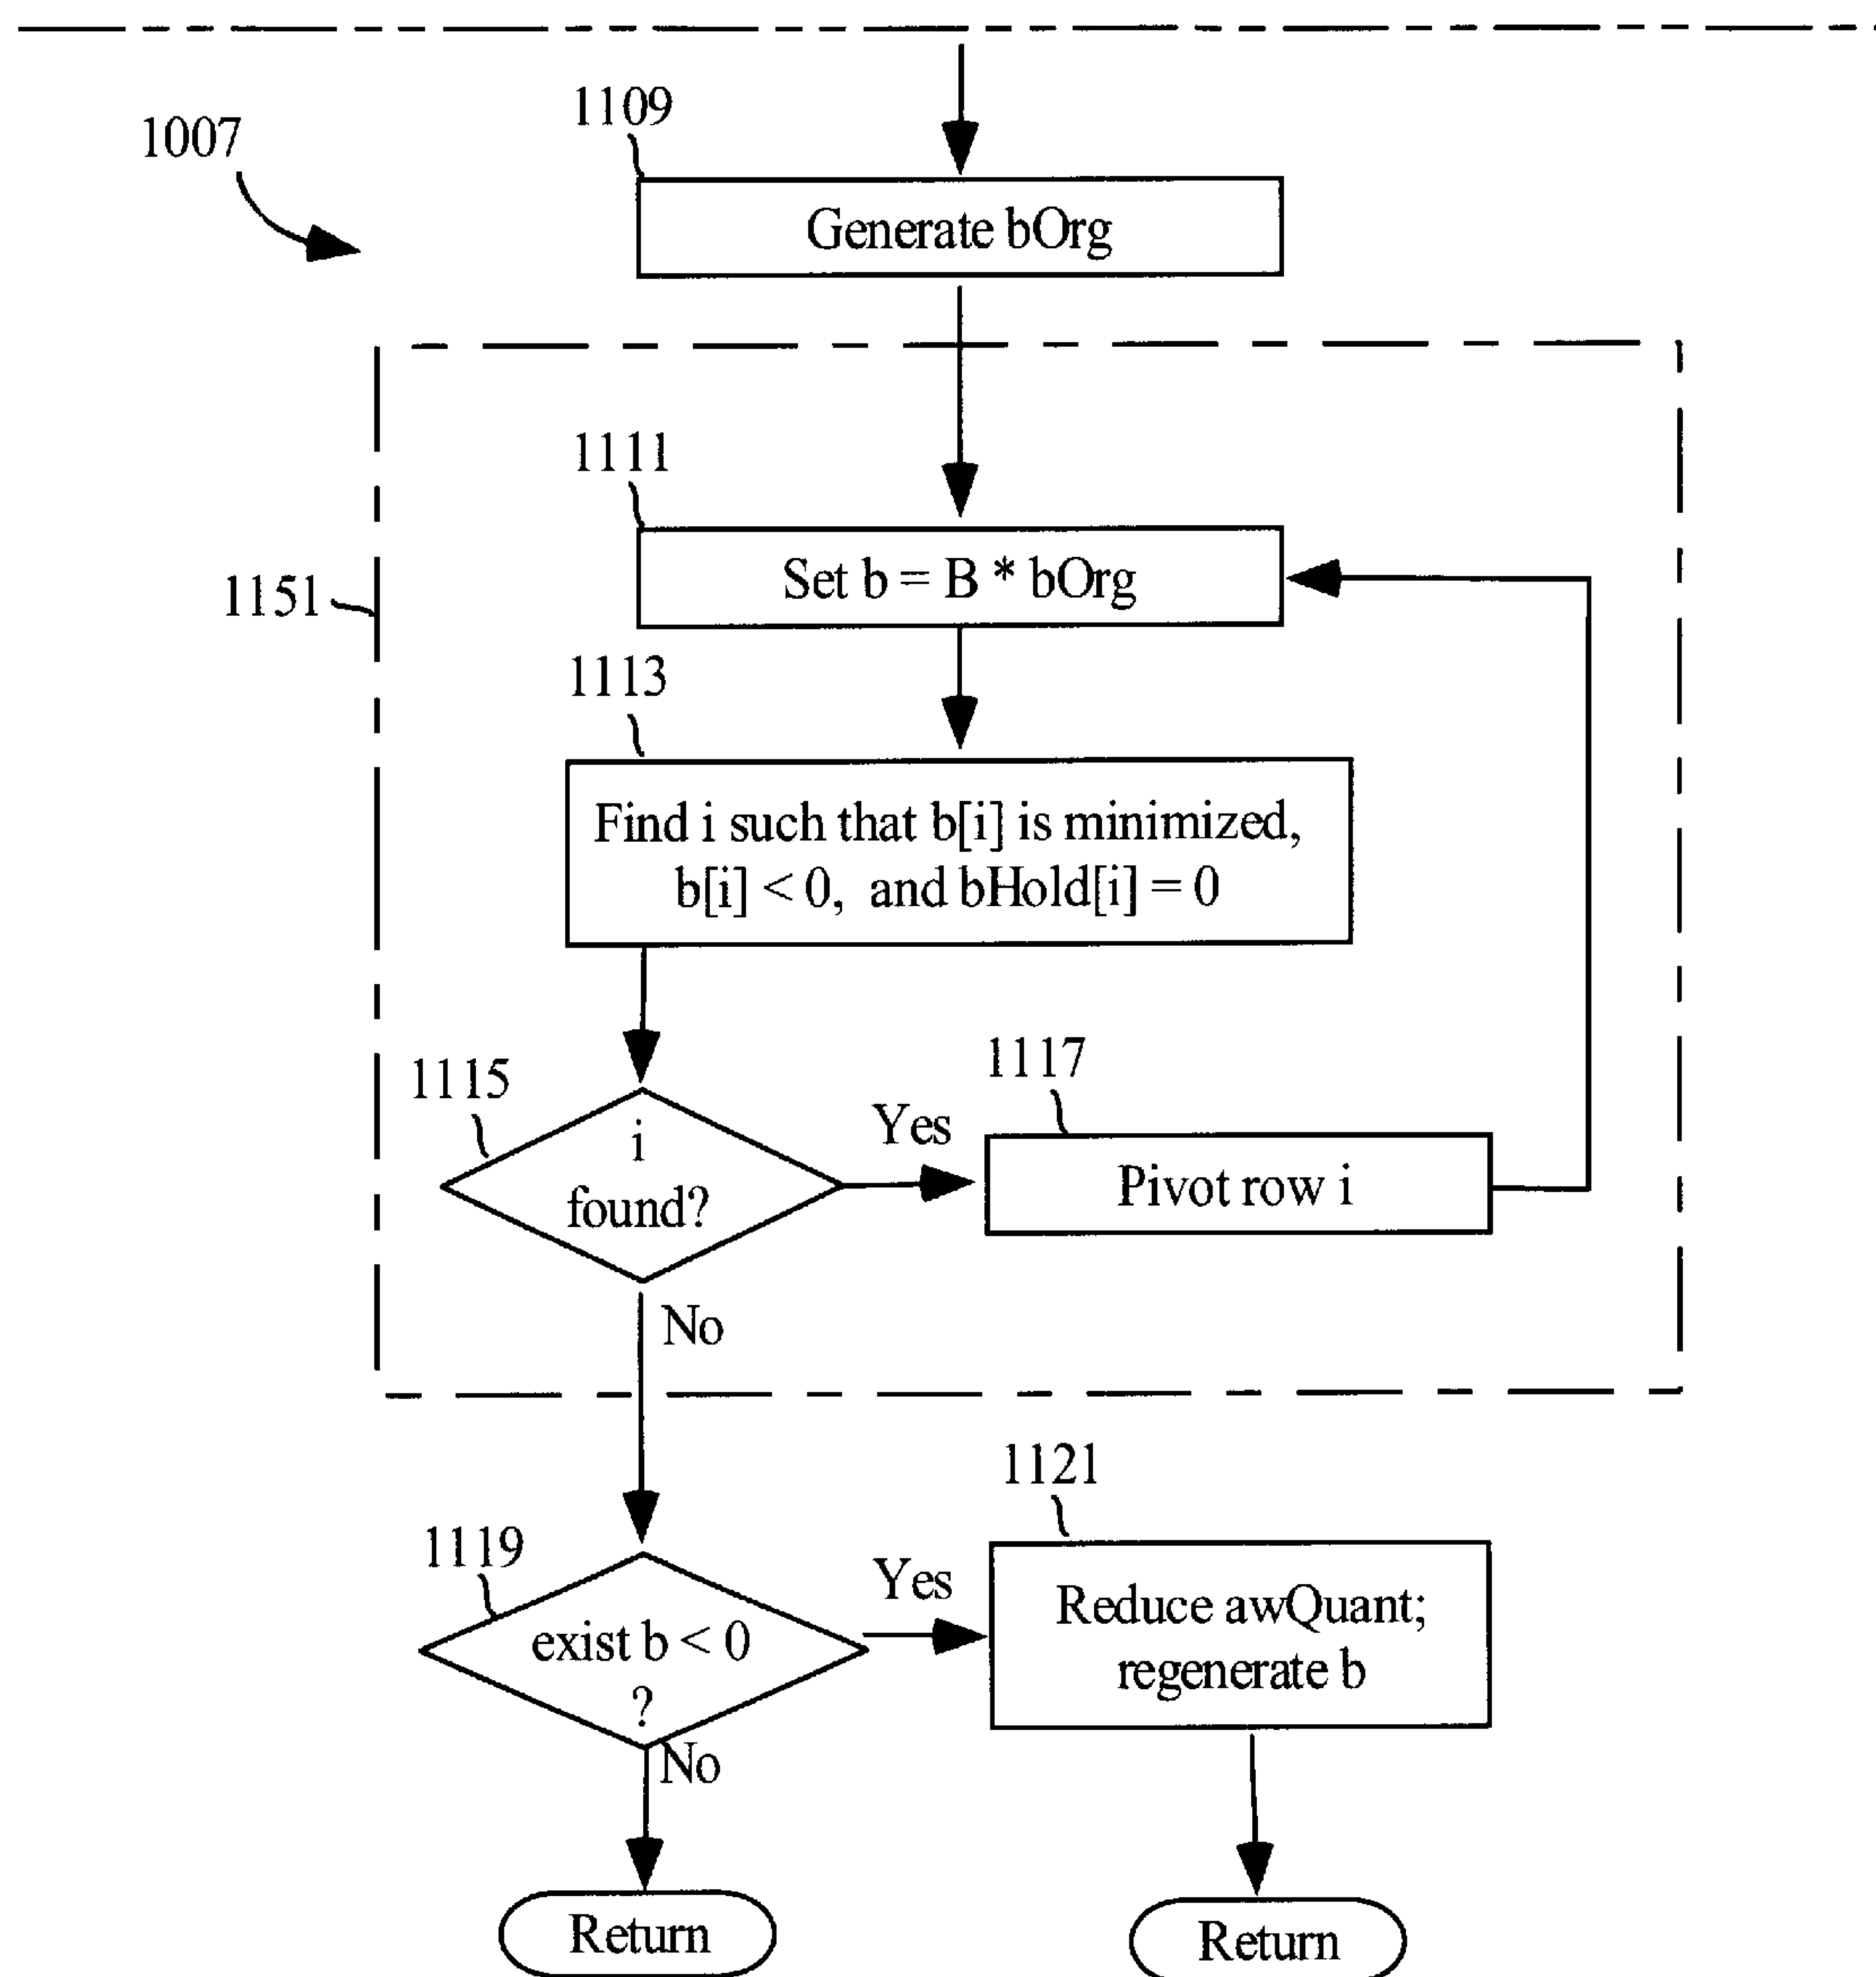 1109
1007
Generate bOrg
1111
Set b = B * bOrg
1151
1113
Find i such that b[i] is minimized,
b[i] < 0, and bHold[i] = 0
1115
i
found?
Yes
1117
Pivot row i
No
1121
1119
exist b < 0
?
Yes
Reduce awQuant;
regenerate b
No
Return
Return